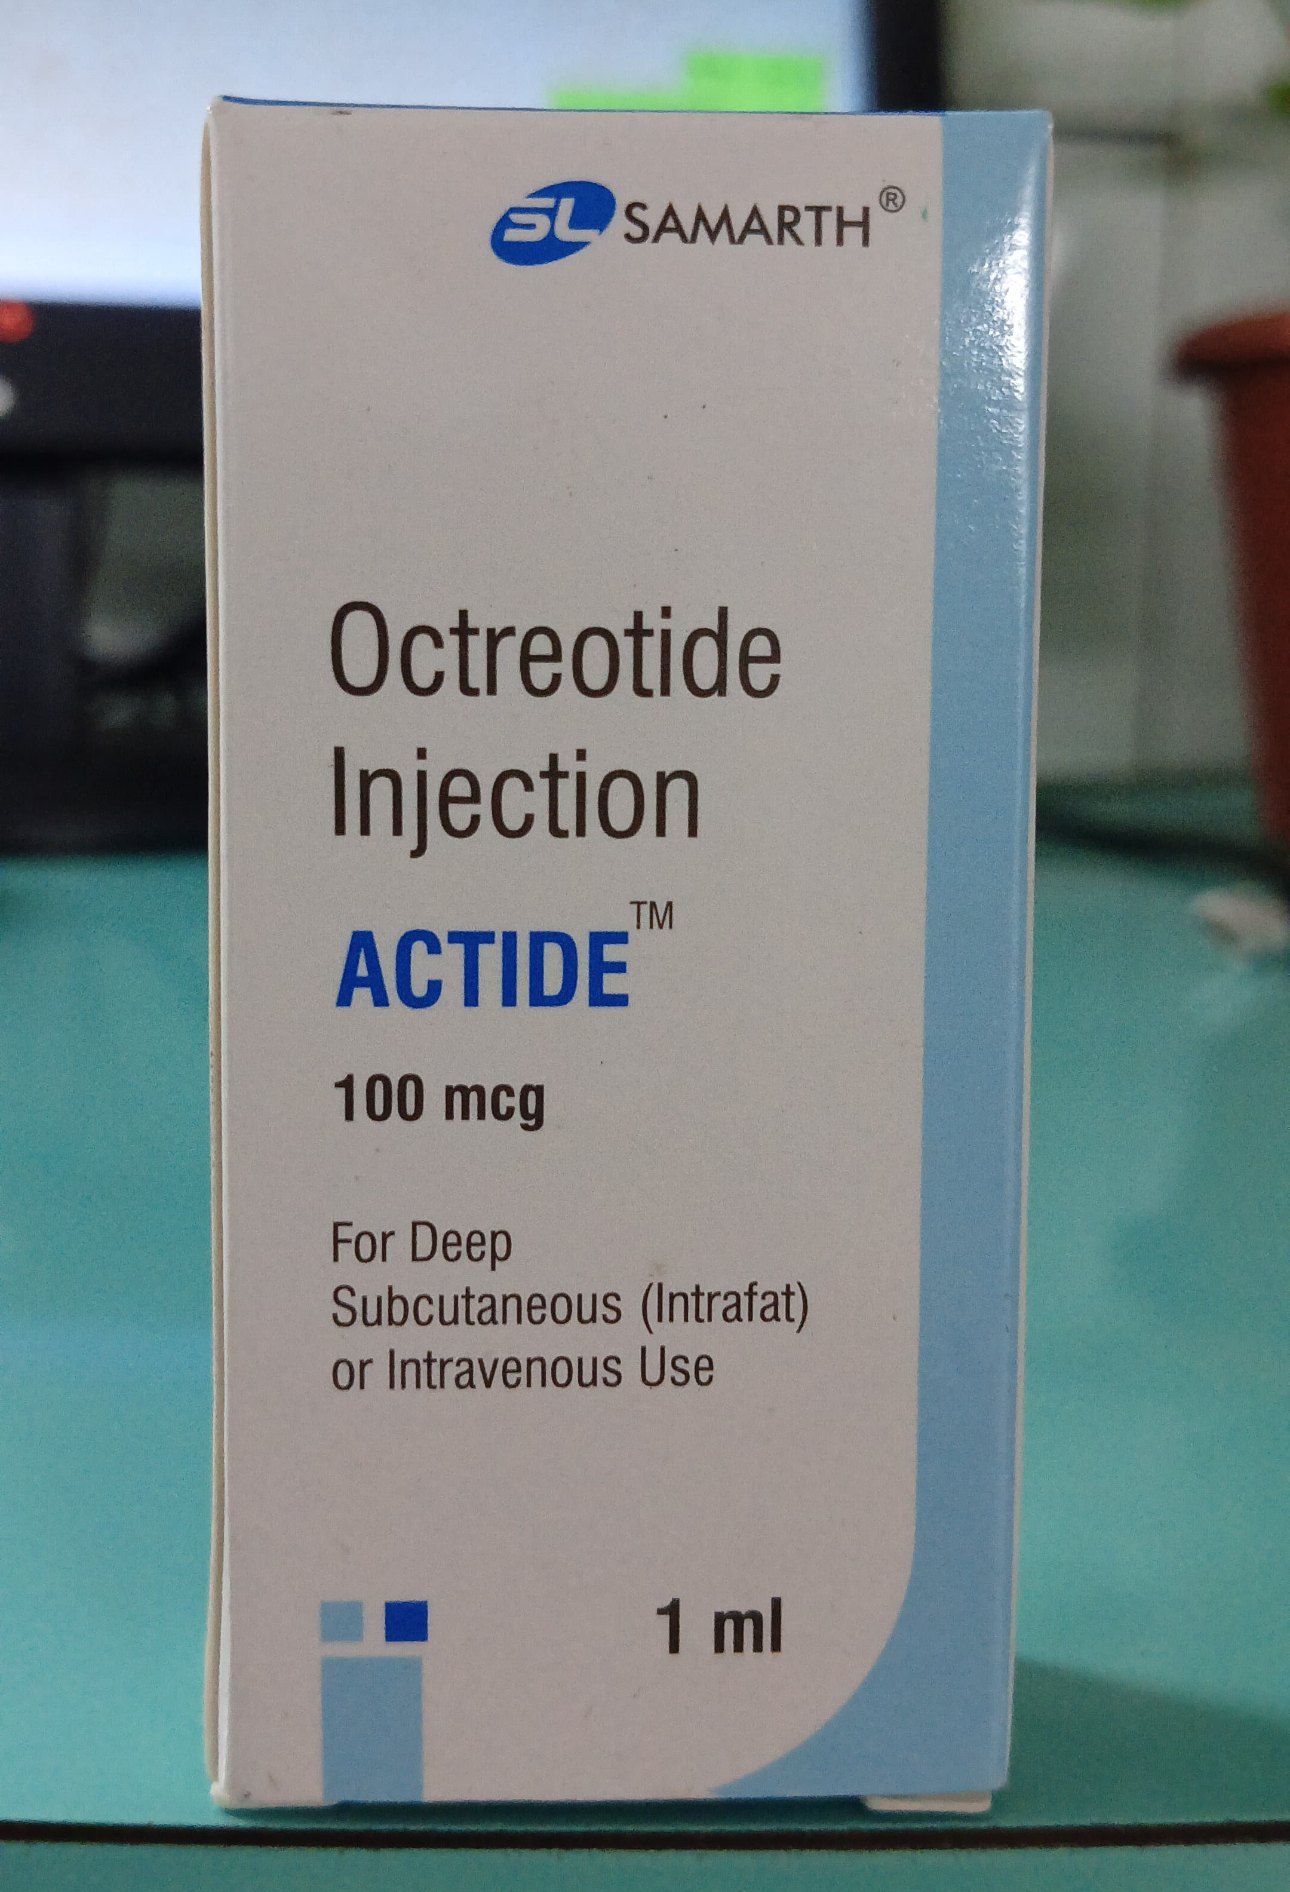 SL SAMARTH®
Octreotide
Injection
ACTIDE™
100 mcg
For Deep
Subcutaneous (Intrafat)
or Intravenous Use
1 ml